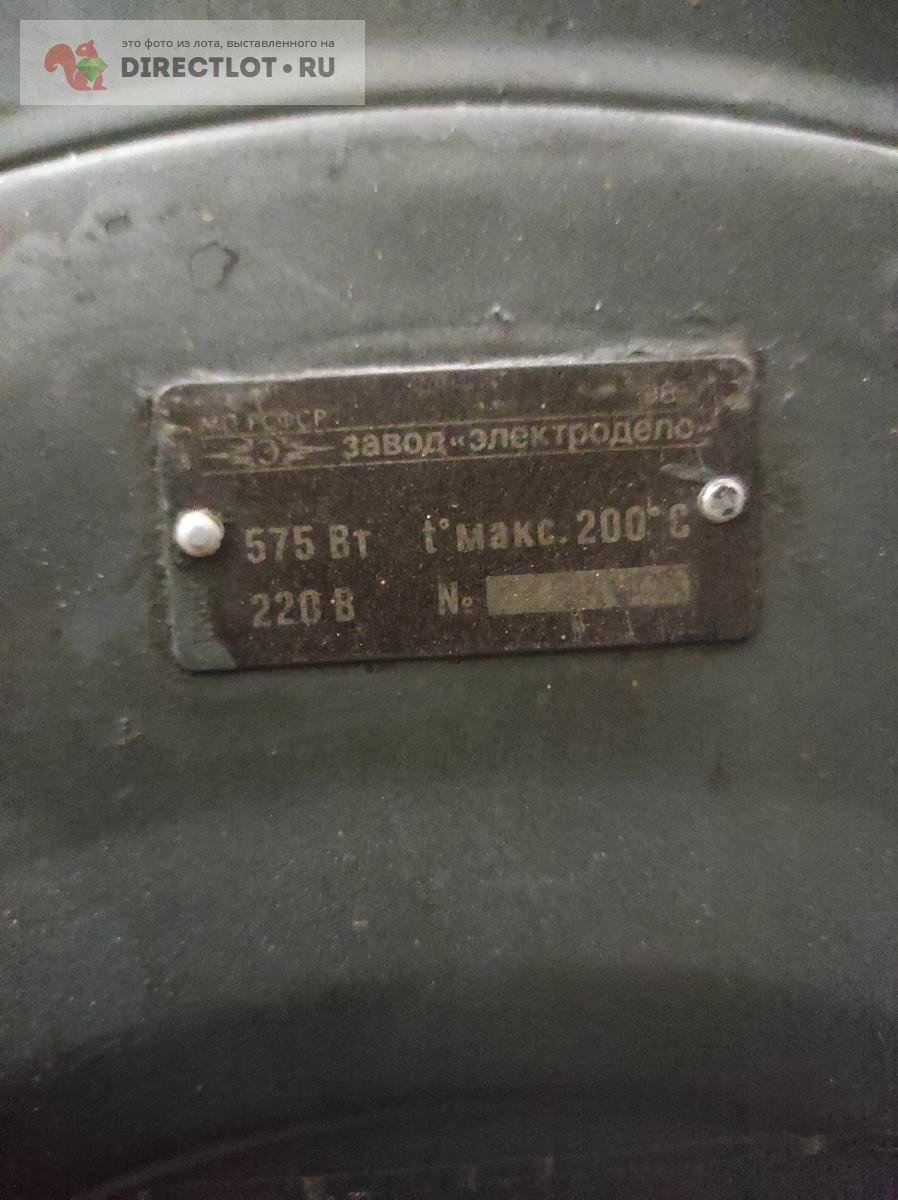 это фото из лота, выставленного на
DIRECTLOT.RU
МП РСФСР
Э завод «электродело»
575 Вт t° макс. 200°C
220 В №